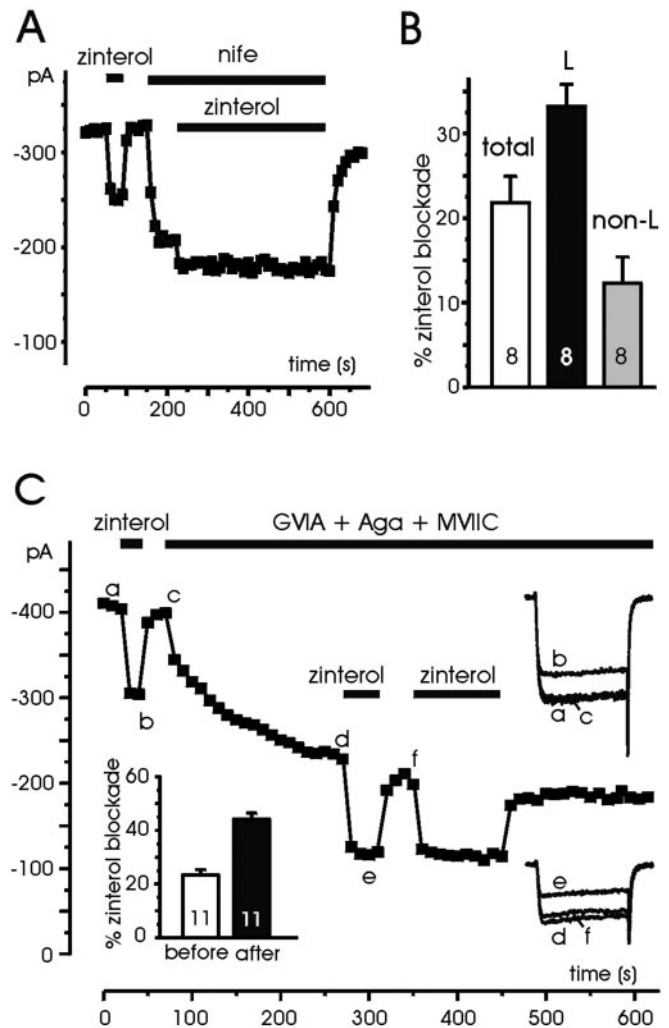 A
zinterol
nife
zinterol
pA
-300
-200
-100
time (s)
0
200
400
600
B
% zinterol blockade
30
20
10
0
total
L
non-L
8
8
8
C
zinterol
GVIA + Aga + MVIIC
pA
-400
-300
-200
-100
0
a
b
c
zinterol
zinterol
d
e
f
b
a
c
e
d
f
% zinterol blockade
60
40
20
0
11
11
before
after
time (s)
0
100
200
300
400
500
600